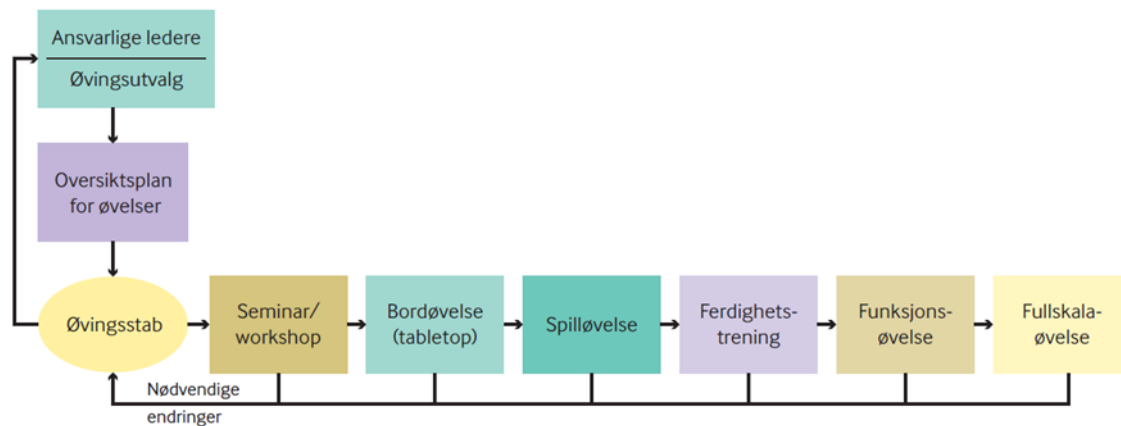 Ansvarlige ledere
Øvingsutvalg
Oversiktsplan
for øvelser
Øvingsstab
Seminar/
workshop
Bordøvelse
(tabletop)
Spilløvelse
Ferdighets-
trening
Funksjons-
øvelse
Fullskala-
øvelse
Nødvendige
endringer